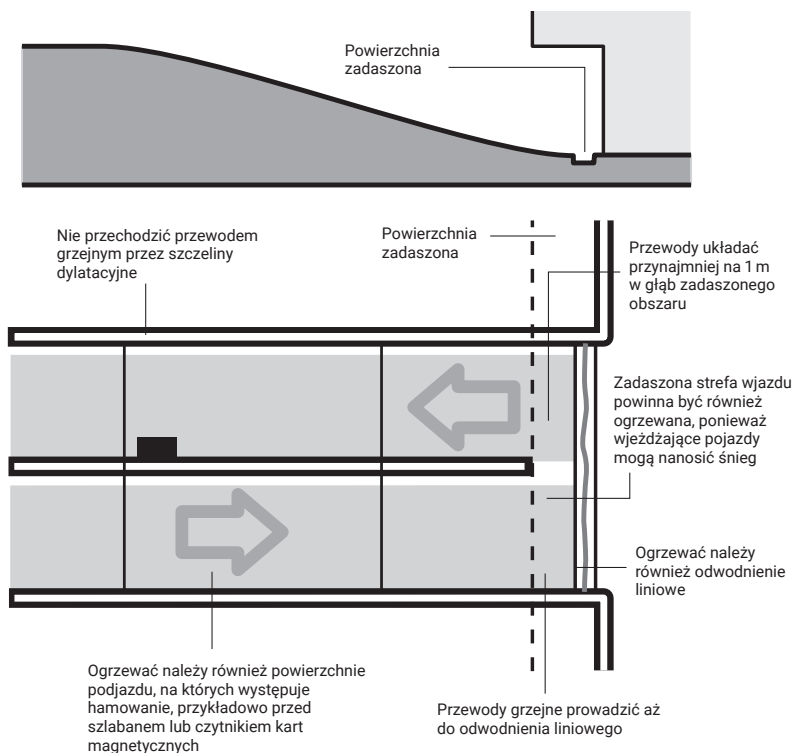 Powierzchnia
zadaszona
Nie przechodzić przewodem
grzejnym przez szczeliny
dylatacyjne
Powierzchnia
zadaszona
Przewody układać
przynajmniej na 1 m
w głąb zadaszonego
obszaru
Zadaszona strefa wjazdu
powinna być również
ogrzewana, ponieważ
wjeżdżające pojazdy
mogą nanosić śnieg
Ogrzewać należy
również odwodnienie
liniowe
Ogrzewać należy również powierzchnie
podjazdu, na których występuje
hamowanie, przykładowo przed
szlabanem lub czytnikiem kart
magnetycznych
Przewody grzejne prowadzić aż
do odwodnienia liniowego